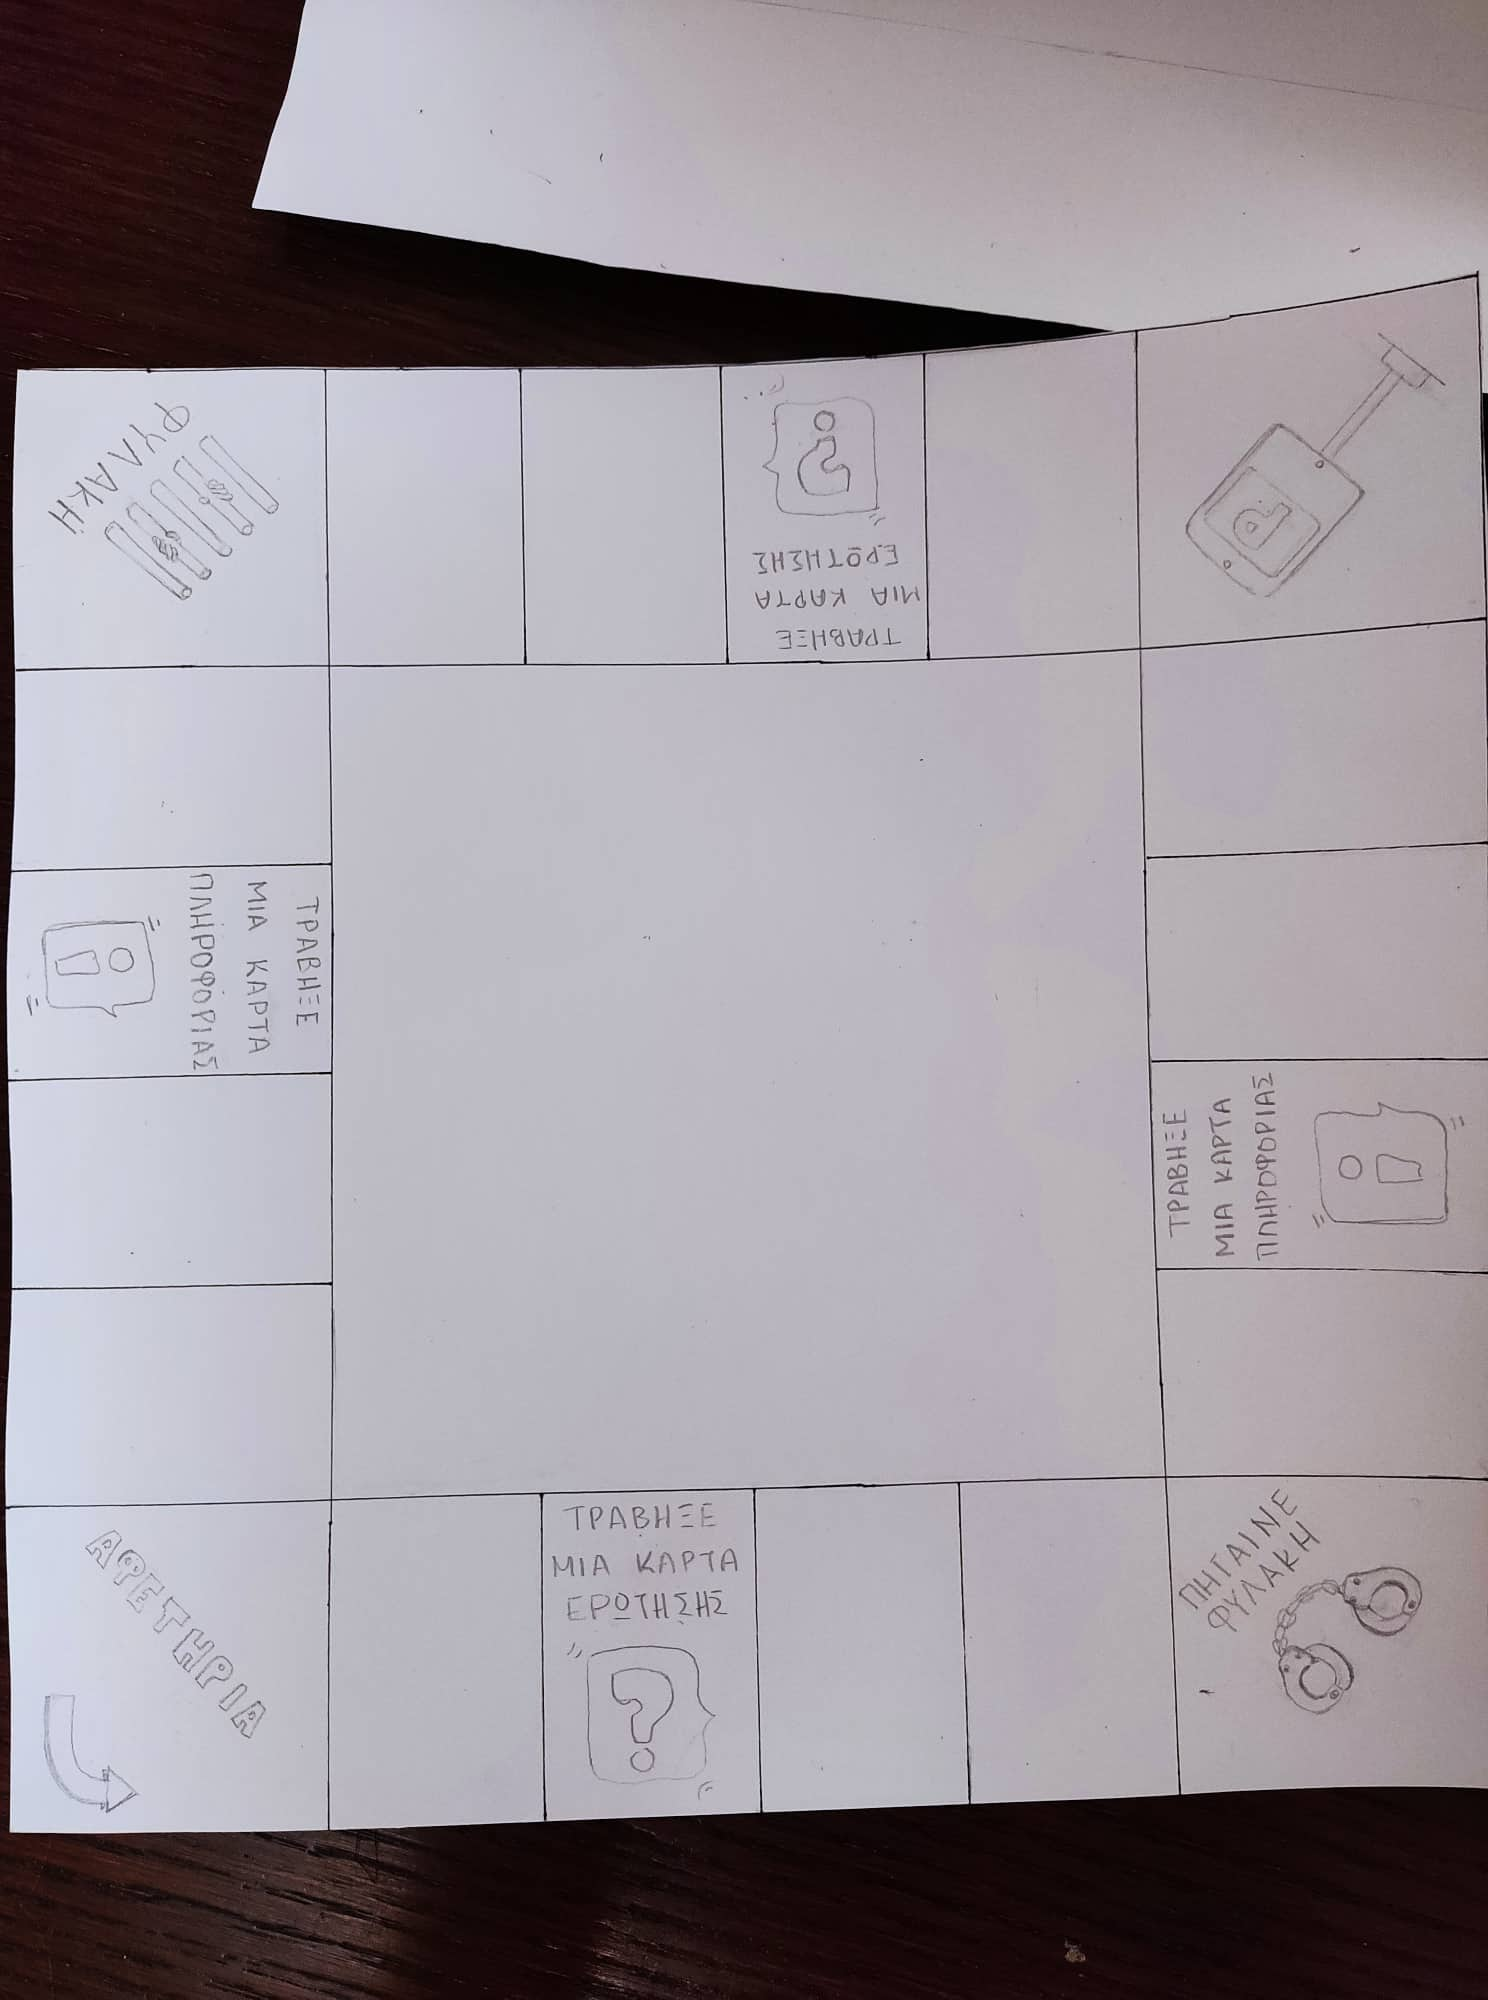 ΦΥΛΑΚΗ
?
ΤΡΑΒΗΞΕ
ΜΙΑ ΚΑΡΤΑ
ΕΡΩΤΗΣΗΣ
P
ΤΡΑΒΗΞΕ
ΜΙΑ ΚΑΡΤΑ
ΠΛΗΡΟΦΟΡΙΑΣ
i
ΤΡΑΒΗΞΕ
ΜΙΑ ΚΑΡΤΑ
ΠΛΗΡΟΦΟΡΙΑΣ
i
ΑΦΕΤΗΡΙΑ
ΤΡΑΒΗΞΕ
ΜΙΑ ΚΑΡΤΑ
ΕΡΩΤΗΣΗΣ
?
ΠΗΓΑΙΝΕ
ΦΥΛΑΚΗ